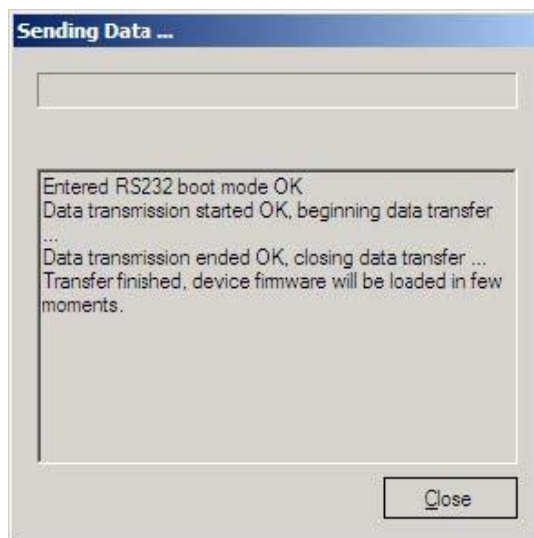 Sending Data ...
Entered RS232 boot mode OK
Data transmission started OK, beginning data transfer
...
Data transmission ended OK, closing data transfer ...
Transfer finished, device firmware will be loaded in few
moments.
Close